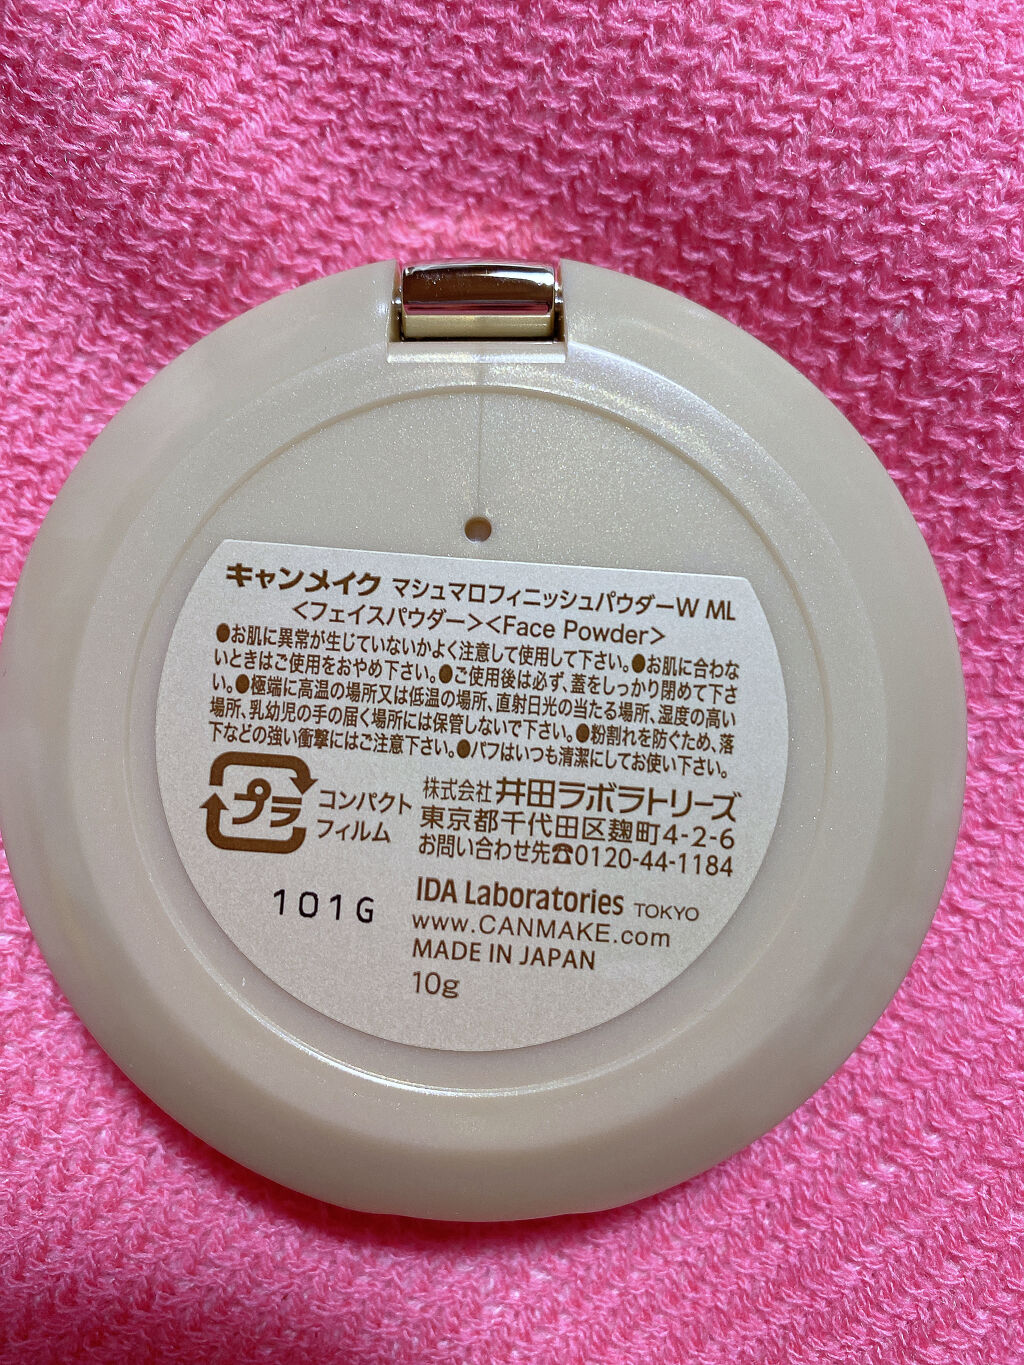 キャンメイク マシュマロフィニッシュパウダーW ML
<フェイスパウダー><Face Powder>
●お肌に異常が生じていないかよく注意して使用して下さい。●お肌に合わな
いときはご使用をおやめ下さい。●ご使用後は必ず、蓋をしっかり閉めて下さ
い。●極端に高温の場所又は低温の場所、直射日光の当たる場所、湿度の高い
場所、乳幼児の手の届く場所には保管しないで下さい。●粉割れを防ぐため、落
下などの強い衝撃にはご注意下さい。●パフはいつも清潔にしてお使い下さい。
プラ
コンパクト
フィルム
株式会社 井田ラボラトリーズ
東京都千代田区麹町4-2-6
お問い合わせ先☎0120-44-1184
101G
IDA Laboratories TOKYO
www.CANMAKE.com
MADE IN JAPAN
10g